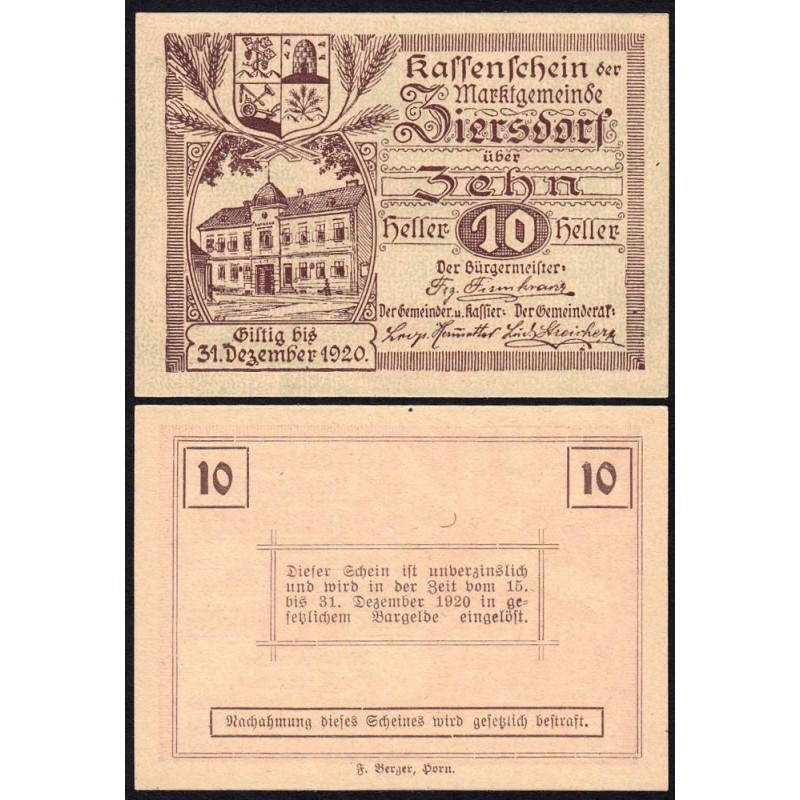 Kassenschein der
Marktgemeinde
Ziersdorf
über
Zehn
Heller 10 Heller
Der Bürgermeister:
Der Gemeinder. u. Kassier: Der Gemeinderat:
Giltig bis
31. Dezember 1920.
10 10
Dieser Schein ist unverzinslich
und wird in der Zeit vom 15.
bis 31. Dezember 1920 in ge-
setzlichem Bargelde eingelöst.
Nachahmung dieses Scheines wird gesetzlich bestraft.
F. Berger, Horn.